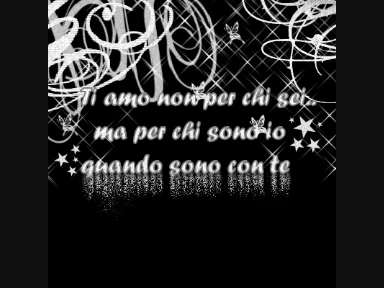 Ti amo non per chi sei..
ma per chi sono io
quando sono con te